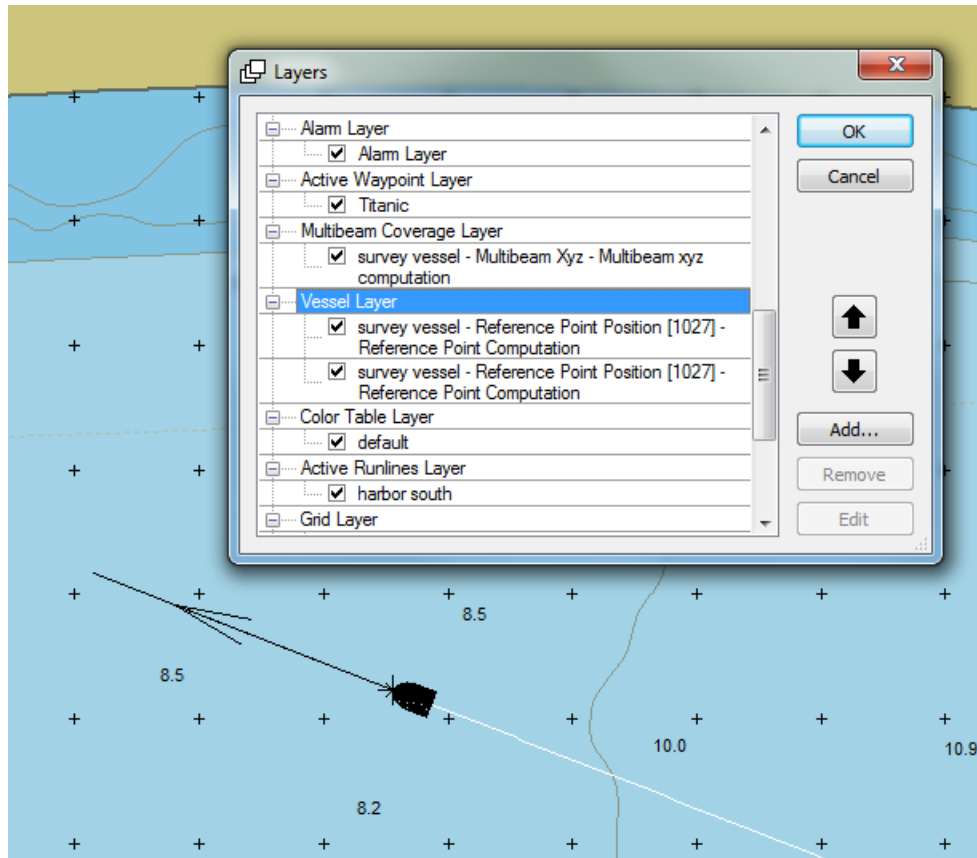 Layers
Alarm Layer
Alarm Layer
Active Waypoint Layer
Titanic
Multibeam Coverage Layer
survey vessel - Multibeam Xyz - Multibeam xyz
computation
Vessel Layer
survey vessel - Reference Point Position [1027] -
Reference Point Computation
survey vessel - Reference Point Position [1027] -
Reference Point Computation
Color Table Layer
default
Active Runlines Layer
harbor south
Grid Layer
OK
Cancel
Add...
Remove
Edit
8.5
8.5
10.0
10.9
8.2